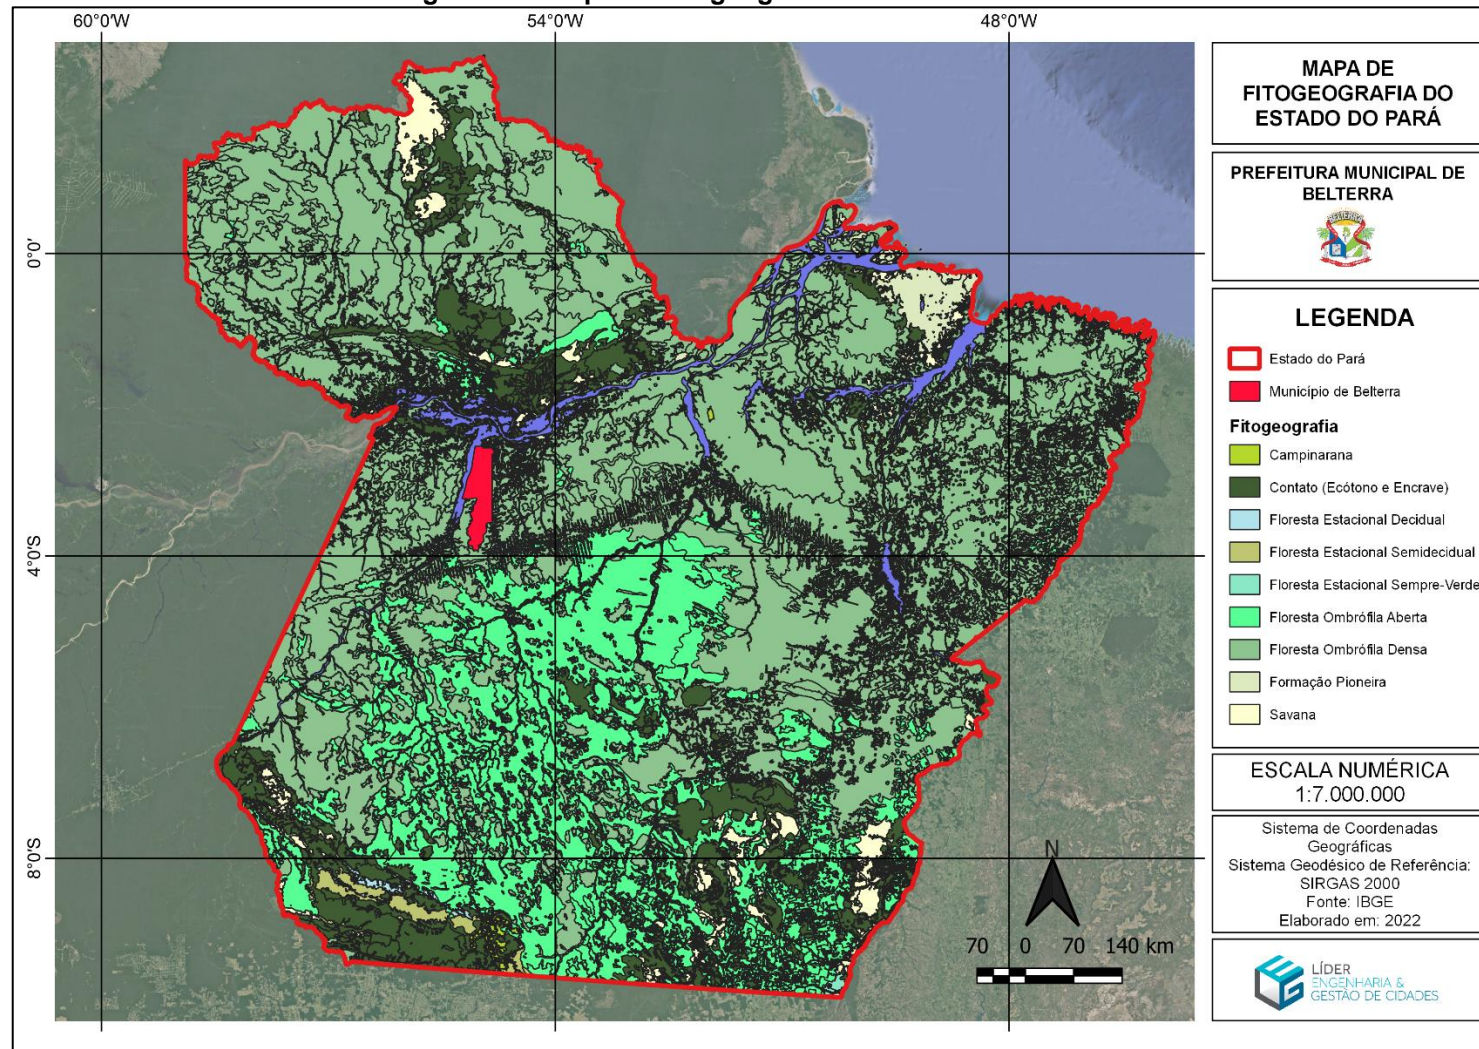 60°0'W
54°0'W
48°0'W
0°0'
4°0'S
8°0'S
N
70 0 70 140 km
MAPA DE
FITOGEOGRAFIA DO
ESTADO DO PARÁ
PREFEITURA MUNICIPAL DE
BELTERRA
BELTERRA
LEGENDA
Estado do Pará
Município de Belterra
Fitogeografia
Campinarana
Contato (Ecótono e Encrave)
Floresta Estacional Decidual
Floresta Estacional Semidecidual
Floresta Estacional Sempre-Verde
Floresta Ombrófila Aberta
Floresta Ombrófila Densa
Formação Pioneira
Savana
ESCALA NUMÉRICA
1:7.000.000
Sistema de Coordenadas
Geográficas
Sistema Geodésico de Referência:
SIRGAS 2000
Fonte: IBGE
Elaborado em: 2022
LÍDER
ENGENHARIA &
GESTÃO DE CIDADES